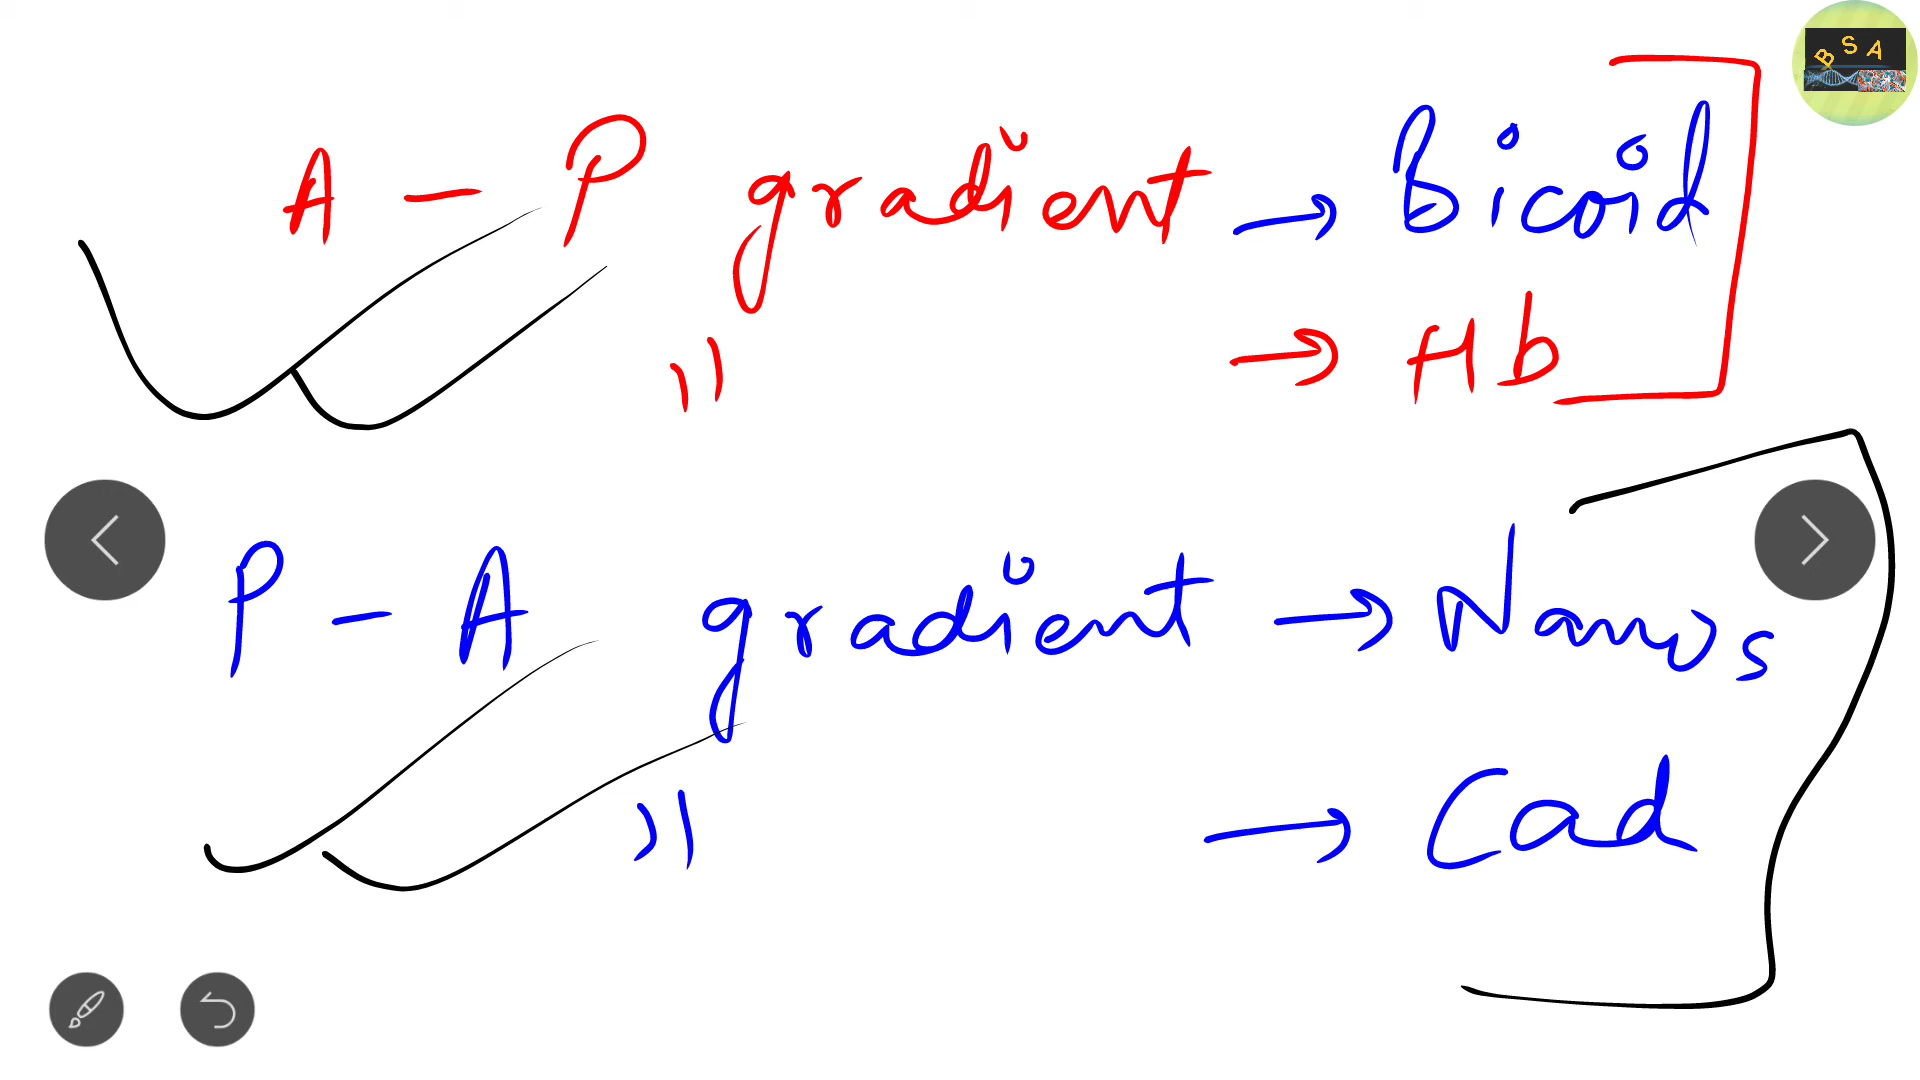 BSA
A - P gradient → Bicoid
" → Hb
P - A gradient → Nanos
" → Cad